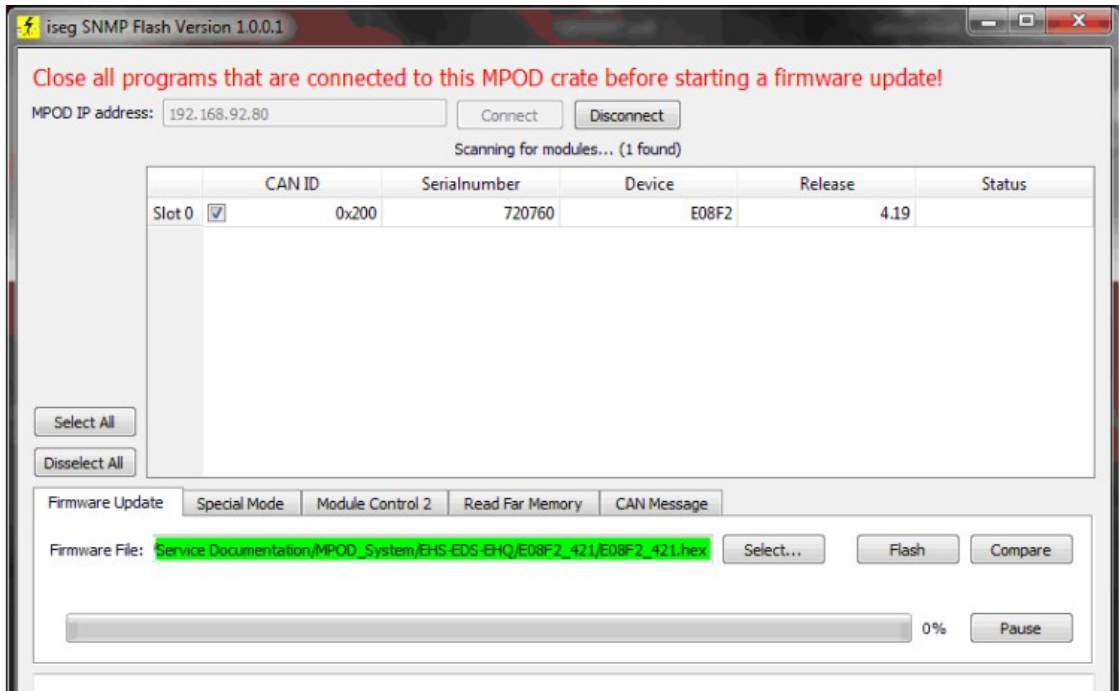 iseg SNMP Flash Version 1.0.0.1
Close all programs that are connected to this MPOD crate before starting a firmware update!
MPOD IP address: 192.168.92.80 Connect Disconnect
Scanning for modules... (1 found)
CAN ID Serialnumber Device Release Status
Slot 0 0x200 720760 E08F2 4.19
Select All
Disselect All
Firmware Update Special Mode Module Control 2 Read Far Memory CAN Message
Firmware File: Service Documentation/MPOD_System/EHS-EDS-EHQ/E08F2_421/E08F2_421.hex Select... Flash Compare
0% Pause